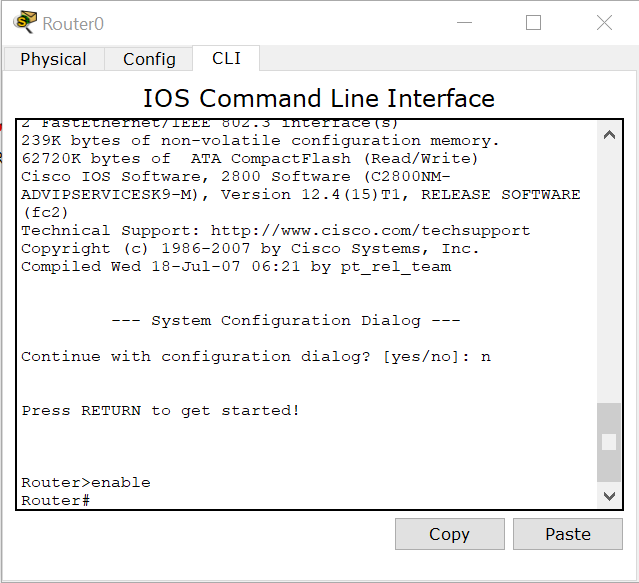 Router0
Physical Config CLI
IOS Command Line Interface
2 FastEthernet/IEEE 802.3 interface(s)
239K bytes of non-volatile configuration memory.
62720K bytes of  ATA CompactFlash (Read/Write)
Cisco IOS Software, 2800 Software (C2800NM-
ADVIPSERVICESK9-M), Version 12.4(15)T1, RELEASE SOFTWARE
(fc2)
Technical Support: http://www.cisco.com/techsupport
Copyright (c) 1986-2007 by Cisco Systems, Inc.
Compiled Wed 18-Jul-07 06:21 by pt_rel_team
--- System Configuration Dialog ---
Continue with configuration dialog? [yes/no]: n
Press RETURN to get started!
Router>enable
Router#
Copy Paste